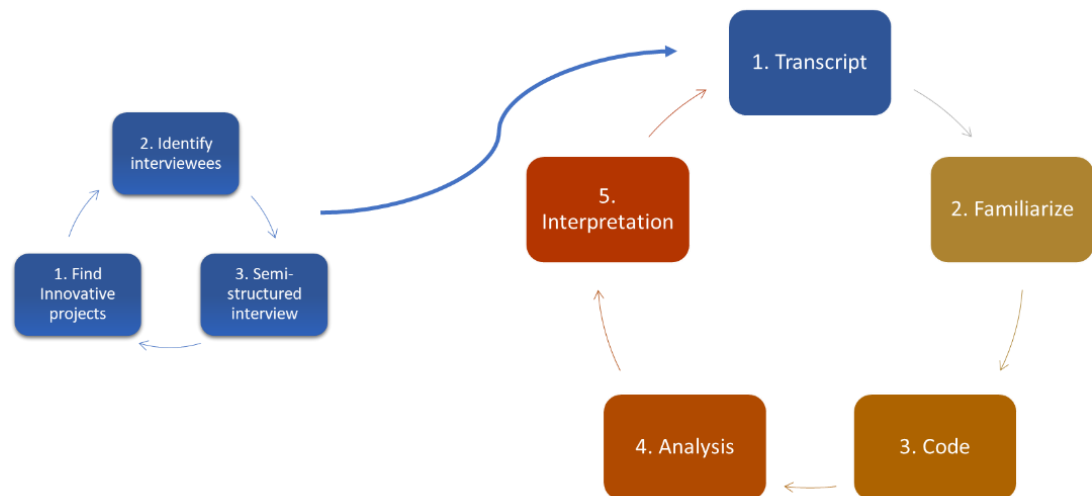 1. Transcript
2. Identify
interviewees
5.
Interpretation
2. Familiarize
1. Find
Innovative
projects
3. Semi-
structured
interview
4. Analysis
3. Code